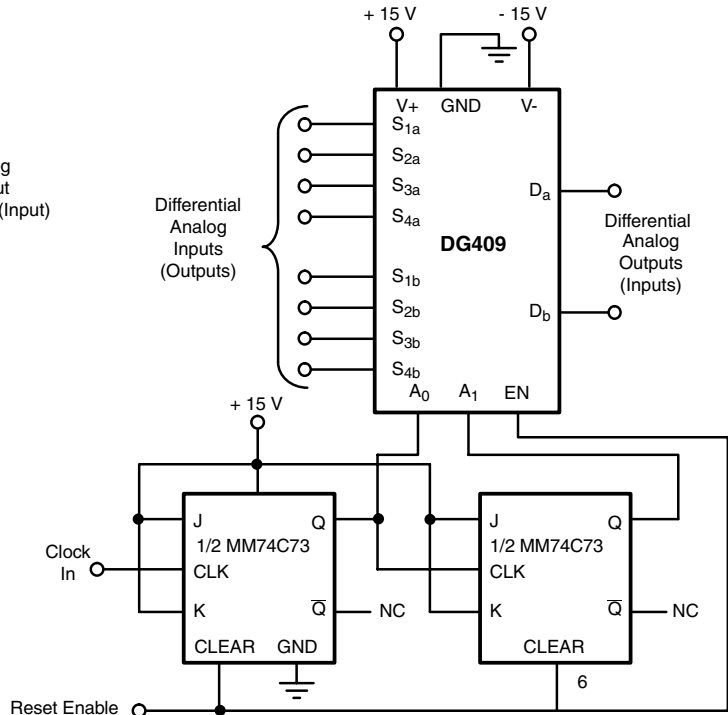 + 15 V
- 15 V
V+ GND V-
S1a
S2a
S3a
S4a
S1b
S2b
S3b
S4b
Da
Db
DG409
A0 A1 EN
(Input)
Differential
Analog
Inputs
(Outputs)
Differential
Analog
Outputs
(Inputs)
+ 15 V
J Q
1/2 MM74C73
CLK
K Q
CLEAR GND
NC
Clock
In
J Q
1/2 MM74C73
CLK
K Q
CLEAR
NC
6
Reset Enable